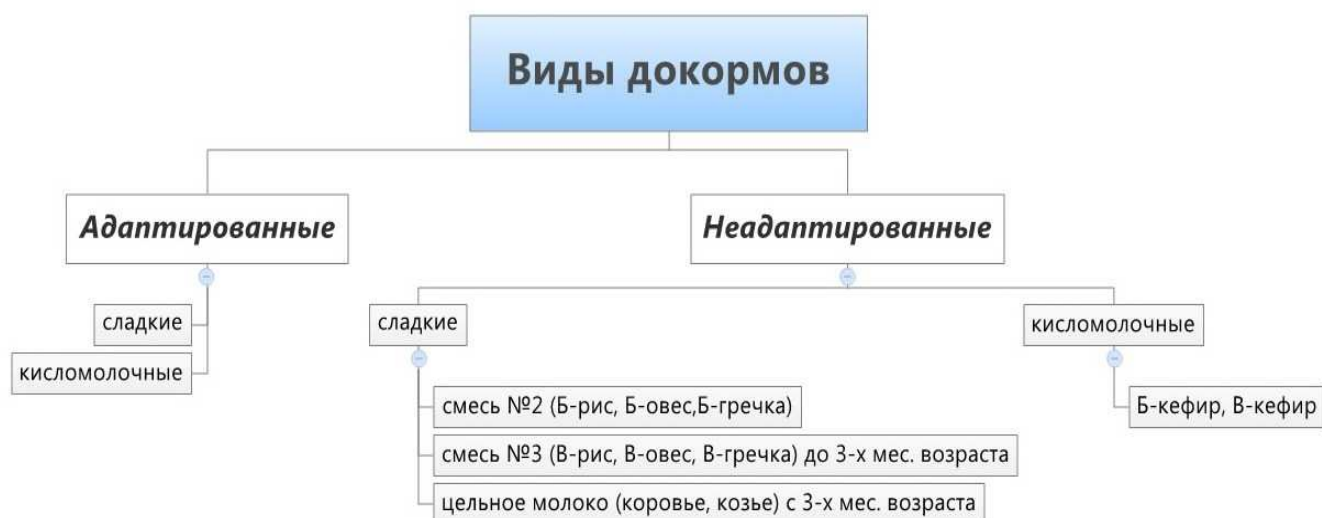 Виды докормов
Адаптированные
сладкие
кисломолочные
Неадаптированные
сладкие
смесь №2 (Б-рис, Б-овес,Б-гречка)
смесь №3 (В-рис, В-овес, В-гречка) до 3-х мес. возраста
цельное молоко (коровье, козье) с 3-х мес. возраста
кисломолочные
Б-кефир, В-кефир